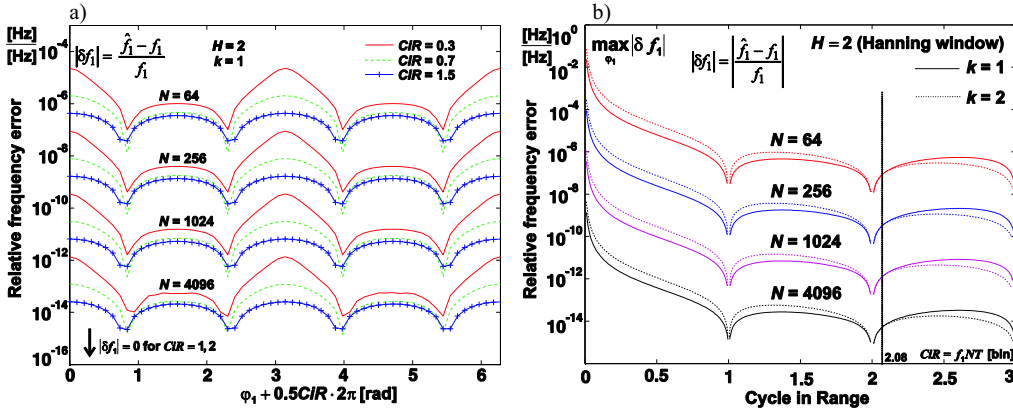 a)
[Hz]
[Hz]
10^-4
10^-6
10^-8
10^-10
10^-12
10^-14
10^-16
Relative frequency error
|δf₁| = (f̂₁ − f₁) / f₁
H = 2
k = 1
CiR = 0.3
CiR = 0.7
CiR = 1.5
N = 64
N = 256
N = 1024
N = 4096
|δf₁| = 0 for CiR = 1, 2
0 1 2 3 4 5 6
φ₁ + 0.5CiR · 2π [rad]
b)
[Hz]
[Hz]
10^0
10^-2
10^-4
10^-6
10^-8
10^-10
10^-12
10^-14
Relative frequency error
max |δ f₁|
φ₁
|δf₁| = |(f̂₁ − f₁) / f₁|
H = 2 (Hanning window)
k = 1
k = 2
N = 64
N = 256
N = 1024
N = 4096
2.08
CiR = f₁NT [bin]
0 0.5 1 1.5 2 2.5 3
Cycle in Range